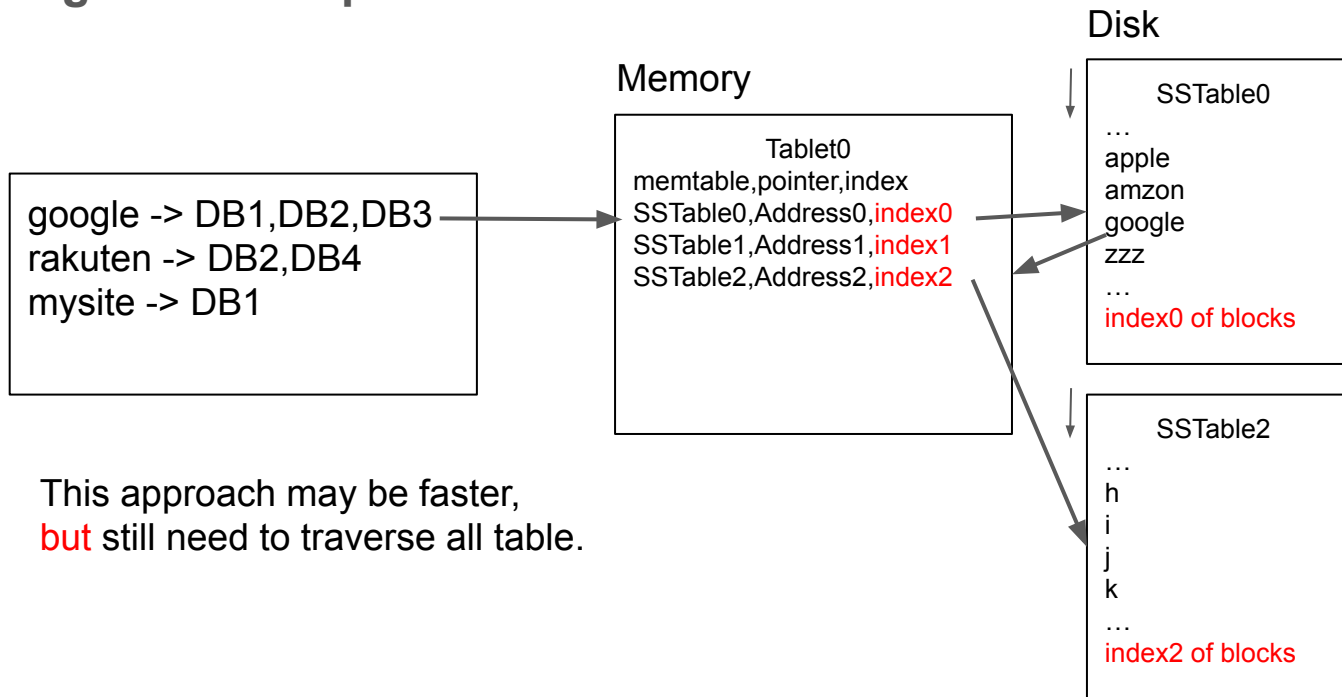 Disk
Memory
google -> DB1,DB2,DB3
rakuten -> DB2,DB4
mysite -> DB1
Tablet0
memtable,pointer,index
SSTable0,Address0,index0
SSTable1,Address1,index1
SSTable2,Address2,index2
SSTable0
…
apple
amzon
google
zzz
…
index0 of blocks
SSTable2
…
h
i
j
k
…
index2 of blocks
This approach may be faster,
but still need to traverse all table.